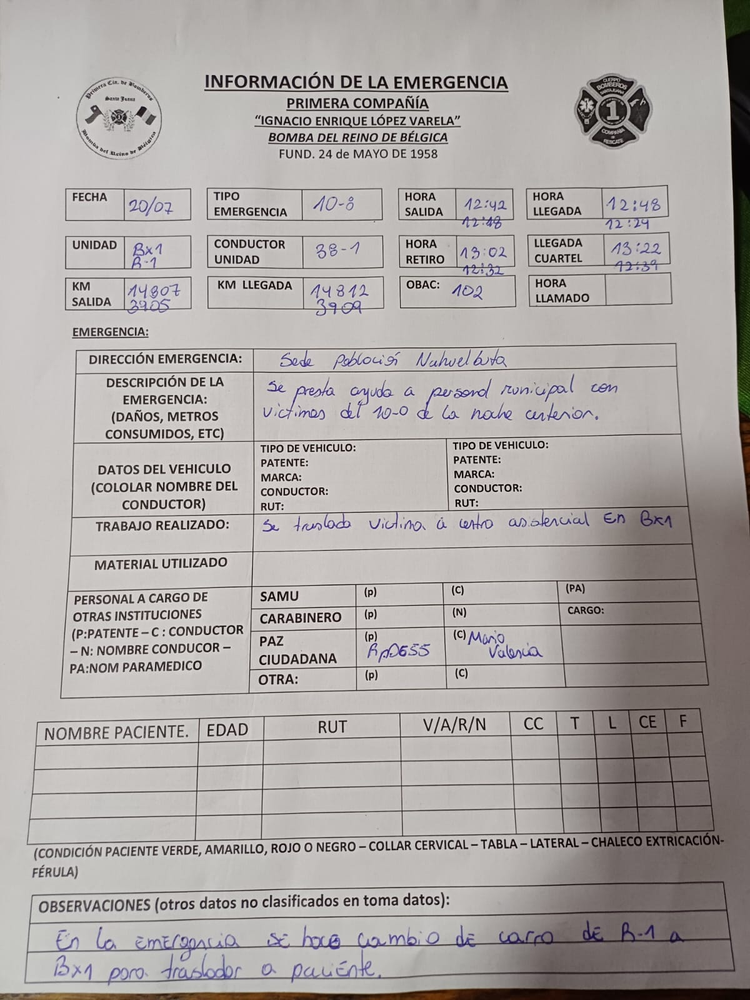 Primera Cía. de Bomberos
Santa Juana
Bomba del Reino de Bélgica
CUERPO
BOMBEROS
SANTA JUANA
1
COMPAÑIA
DE
RESCATE
INFORMACIÓN DE LA EMERGENCIA
PRIMERA COMPAÑÍA
“IGNACIO ENRIQUE LÓPEZ VARELA”
BOMBA DEL REINO DE BÉLGICA
FUND. 24 de MAYO DE 1958
FECHA 20/07
TIPO EMERGENCIA 10-8
HORA SALIDA 12:42 12:18
HORA LLEGADA 12:48 12:24
UNIDAD Bx1 R-1
CONDUCTOR UNIDAD 38-1
HORA RETIRO 13:02 12:32
LLEGADA CUARTEL 13:22 12:39
KM SALIDA 14807 3905
KM LLEGADA 14812 3909
OBAC: 102
HORA LLAMADO
EMERGENCIA:
DIRECCIÓN EMERGENCIA: Sede Población Nahuelbuta
DESCRIPCIÓN DE LA
EMERGENCIA:
(DAÑOS, METROS
CONSUMIDOS, ETC)
Se presta ayuda a personal municipal con
victimas del 10-0 de la noche anterior.
DATOS DEL VEHICULO
(COLOLAR NOMBRE DEL
CONDUCTOR)
TIPO DE VEHICULO:
PATENTE:
MARCA:
CONDUCTOR:
RUT:
TIPO DE VEHICULO:
PATENTE:
MARCA:
CONDUCTOR:
RUT:
TRABAJO REALIZADO: Se traslada victima a centro asistencial En Bx1
MATERIAL UTILIZADO
PERSONAL A CARGO DE
OTRAS INSTITUCIONES
(P:PATENTE – C : CONDUCTOR
– N: NOMBRE CONDUCOR –
PA:NOM PARAMEDICO
SAMU (p) (C) (PA)
CARABINERO (p) (N) CARGO:
PAZ CIUDADANA (p) (C) Mario Valencia
OTRA: (p) (C)
NOMBRE PACIENTE. EDAD RUT V/A/R/N CC T L CE F
(CONDICIÓN PACIENTE VERDE, AMARILLO, ROJO O NEGRO – COLLAR CERVICAL – TABLA – LATERAL – CHALECO EXTRICACIÓN-
FÉRULA)
OBSERVACIONES (otros datos no clasificados en toma datos):
En la EmErgencia se hace cambio de carro de R-1 a
Bx1 para trasladar a paciente.